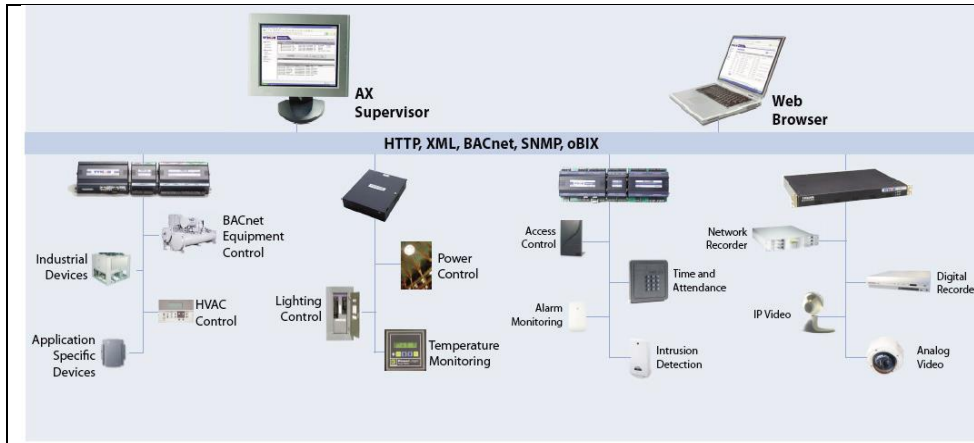 AX
Supervisor
Web
Browser
HTTP, XML, BACnet, SNMP, oBIX
BACnet
Equipment
Control
Industrial
Devices
HVAC
Control
Application
Specific
Devices
Power
Control
Lighting
Control
Temperature
Monitoring
Access
Control
Time and
Attendance
Alarm
Monitoring
Intrusion
Detection
Network
Recorder
Digital
Recorde
IP Video
Analog
Video